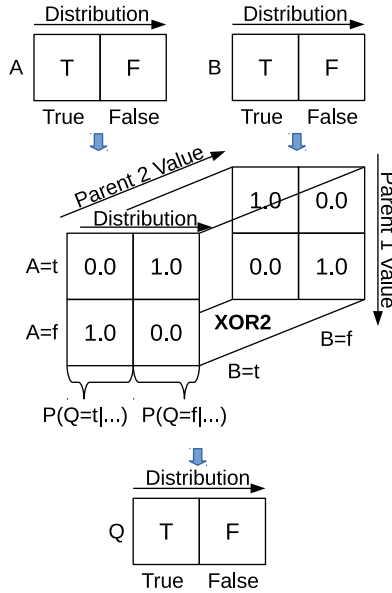 Distribution
Distribution
A T F
B T F
True False
True False
Parent 2 Value
Parent 1 Value
1.0 0.0
Distribution
A=t 0.0 1.0
0.0 1.0
A=f 1.0 0.0
XOR2
B=f
B=t
P(Q=t|...) P(Q=f|...)
Distribution
Q T F
True False